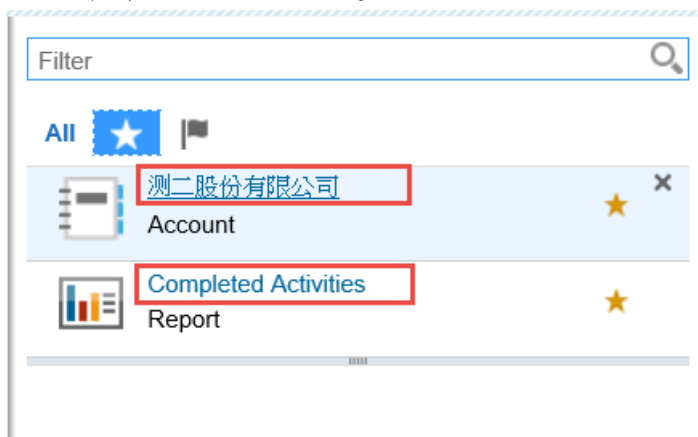 Filter
All
测二股份有限公司
Account
Completed Activities
Report